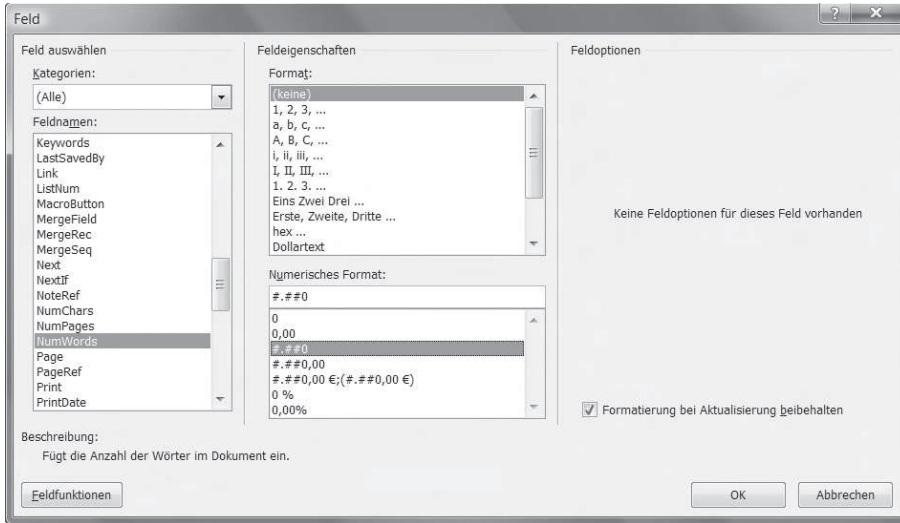 Feld
Feld auswählen
Kategorien:
(Alle)
Feldnamen:
Keywords
LastSavedBy
Link
ListNum
MacroButton
MergeField
MergeRec
MergeSeq
Next
NextIf
NoteRef
NumChars
NumPages
NumWords
Page
PageRef
Print
PrintDate
Feldeigenschaften
Format:
(keine)
1, 2, 3, ...
a, b, c, ...
A, B, C, ...
i, ii, iii, ...
I, II, III, ...
1. 2. 3. ...
Eins Zwei Drei ...
Erste, Zweite, Dritte ...
hex ...
Dollartext
Numerisches Format:
#.##0
0
0,00
#.##0
#.##0,00
#.##0,00 €;(#.##0,00 €)
0 %
0,00%
Feldoptionen
Keine Feldoptionen für dieses Feld vorhanden
Formatierung bei Aktualisierung beibehalten
Beschreibung:
Fügt die Anzahl der Wörter im Dokument ein.
Feldfunktionen
OK
Abbrechen